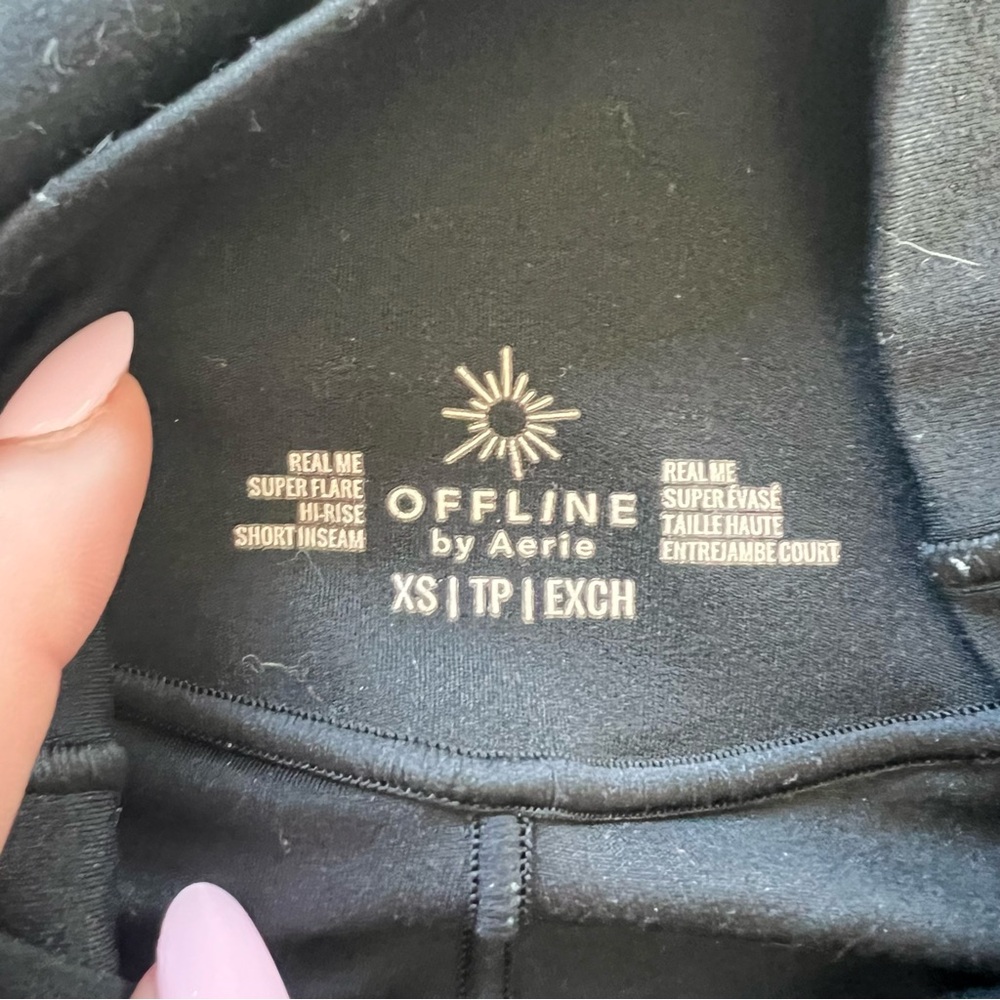 REAL ME
SUPER FLARE
HI-RISE
SHORT INSEAM
OFFLINE
by Aerie
XS | TP | EXCH
REAL ME
SUPER ÉVASÉ
TAILLE HAUTE
ENTREJAMBE COURT